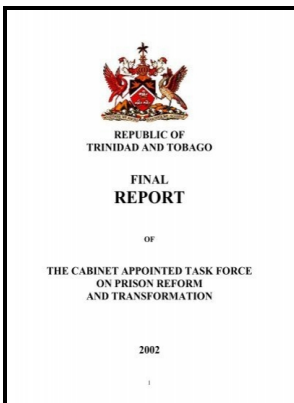 REPUBLIC OF
TRINIDAD AND TOBAGO
FINAL
REPORT
OF
THE CABINET APPOINTED TASK FORCE
ON PRISON REFORM
AND TRANSFORMATION
2002
1